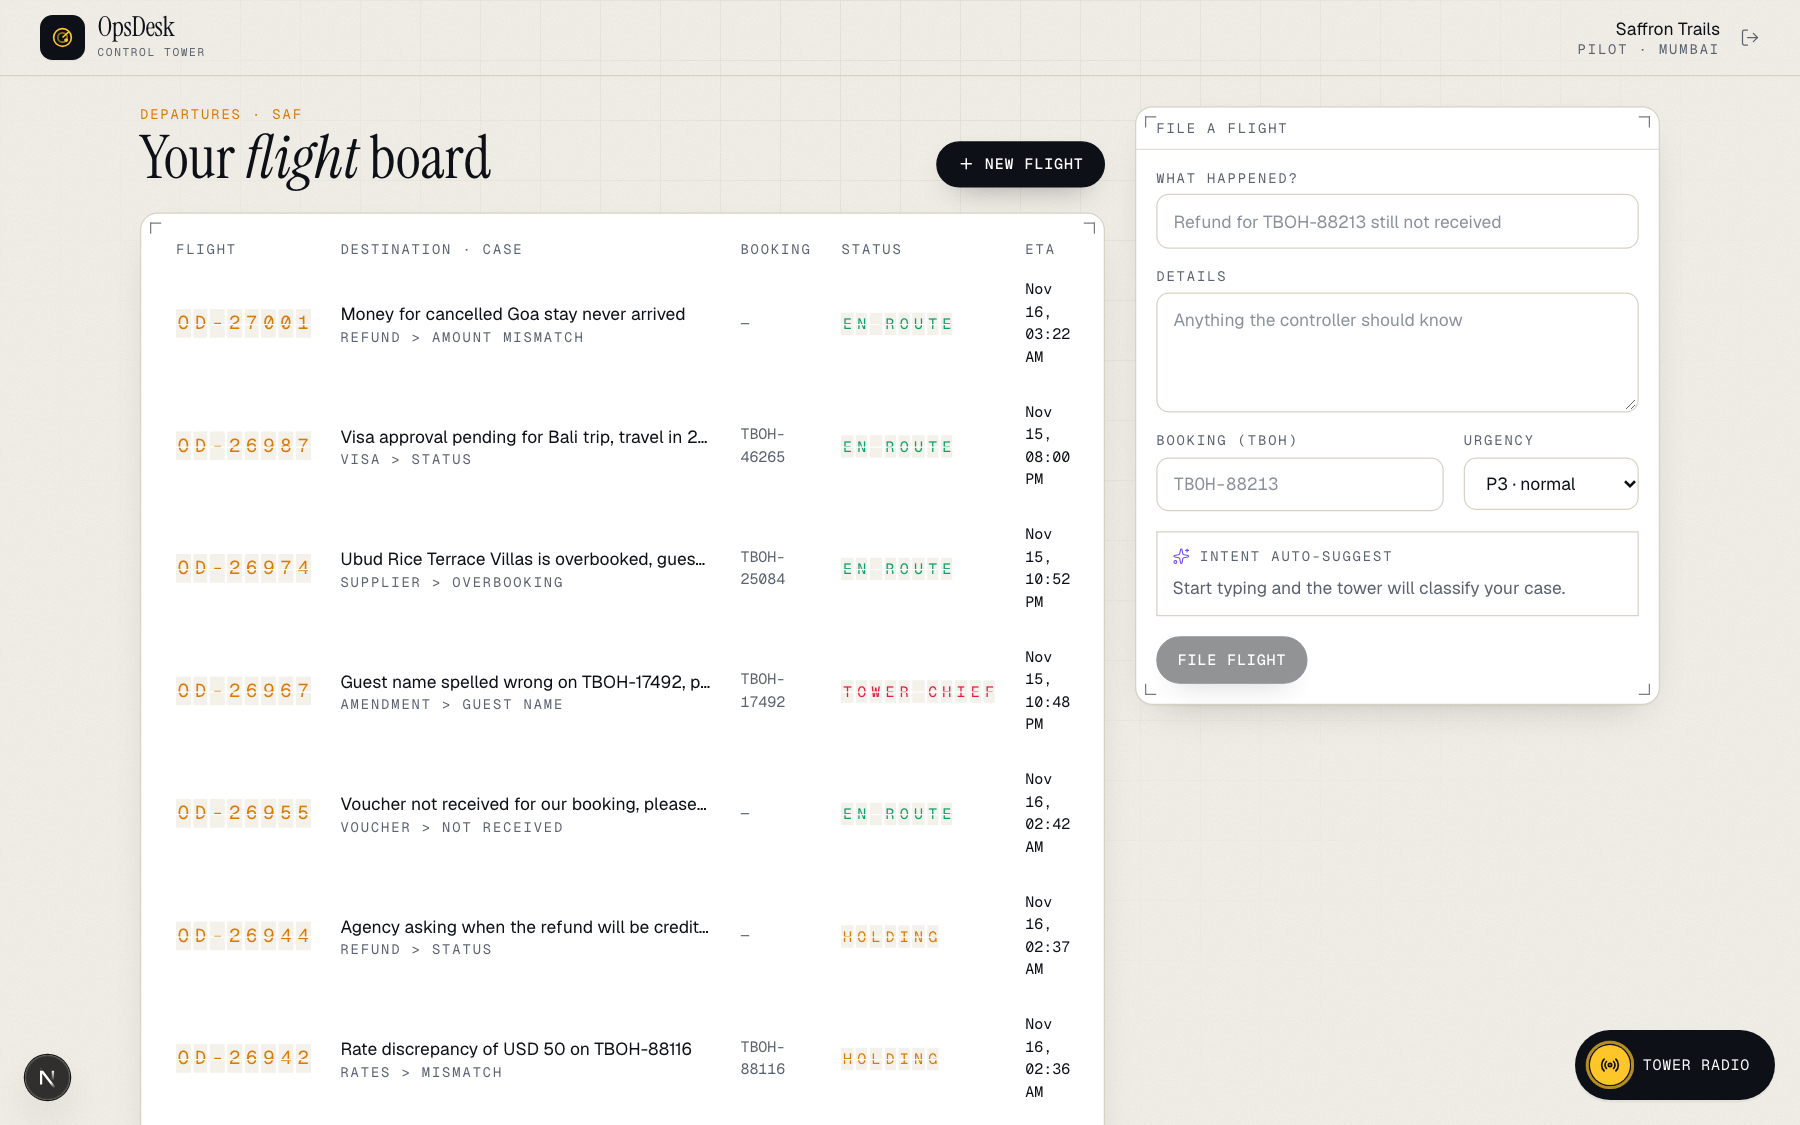 OpsDesk
CONTROL TOWER
Saffron Trails
PILOT · MUMBAI
DEPARTURES · SAF
Your flight board
+ NEW FLIGHT
FLIGHT DESTINATION · CASE BOOKING STATUS ETA
OD-27001
Money for cancelled Goa stay never arrived
REFUND > AMOUNT MISMATCH
—
EN ROUTE
Nov
16,
03:22
AM
OD-26987
Visa approval pending for Bali trip, travel in 2…
VISA > STATUS
TBOH-
46265
EN ROUTE
Nov
15,
08:00
PM
OD-26974
Ubud Rice Terrace Villas is overbooked, gues…
SUPPLIER > OVERBOOKING
TBOH-
25084
EN ROUTE
Nov
15,
10:52
PM
OD-26967
Guest name spelled wrong on TBOH-17492, p…
AMENDMENT > GUEST NAME
TBOH-
17492
TOWER CHIEF
Nov
15,
10:48
PM
OD-26955
Voucher not received for our booking, please…
VOUCHER > NOT RECEIVED
—
EN ROUTE
Nov
16,
02:42
AM
OD-26944
Agency asking when the refund will be credit…
REFUND > STATUS
—
HOLDING
Nov
16,
02:37
AM
OD-26942
Rate discrepancy of USD 50 on TBOH-88116
RATES > MISMATCH
TBOH-
88116
HOLDING
Nov
16,
02:36
AM
FILE A FLIGHT
WHAT HAPPENED?
Refund for TBOH-88213 still not received
DETAILS
Anything the controller should know
BOOKING (TBOH)
TBOH-88213
URGENCY
P3 · normal
INTENT AUTO-SUGGEST
Start typing and the tower will classify your case.
FILE FLIGHT
N
TOWER RADIO